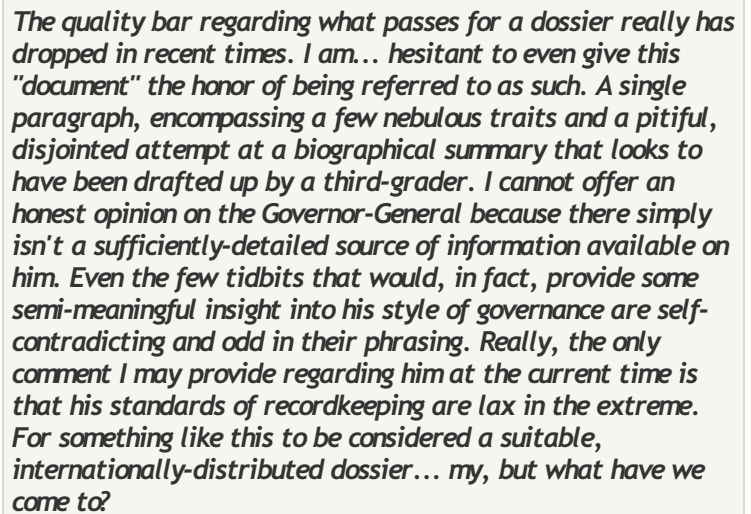 The quality bar regarding what passes for a dossier really has
dropped in recent times. I am... hesitant to even give this
"document" the honor of being referred to as such. A single
paragraph, encompassing a few nebulous traits and a pitiful,
disjointed attempt at a biographical summary that looks to
have been drafted up by a third-grader. I cannot offer an
honest opinion on the Governor-General because there simply
isn't a sufficiently-detailed source of information available on
him. Even the few tidbits that would, in fact, provide some
semi-meaningful insight into his style of governance are self-
contradicting and odd in their phrasing. Really, the only
comment I may provide regarding him at the current time is
that his standards of recordkeeping are lax in the extreme.
For something like this to be considered a suitable,
internationally-distributed dossier... my, but what have we
come to?